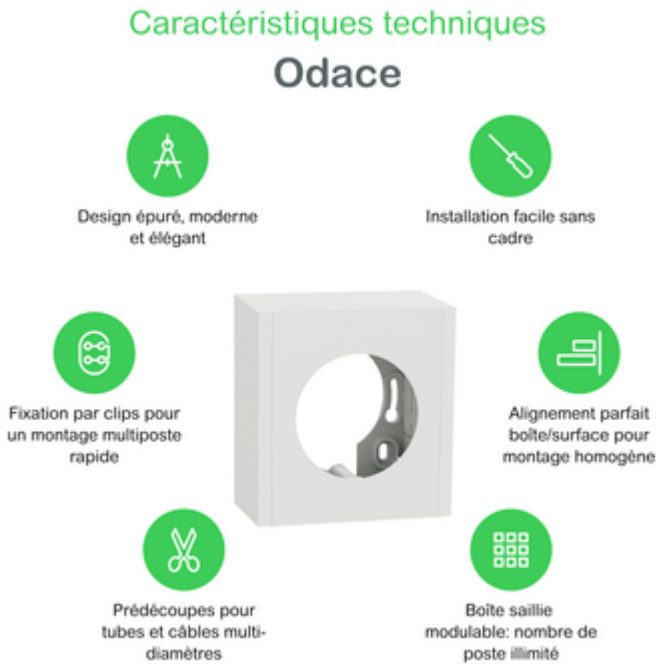 Caractéristiques techniques
Odace
Design épuré, moderne
et élégant
Installation facile sans
cadre
Fixation par clips pour
un montage multiposte
rapide
Alignement parfait
boîte/surface pour
montage homogène
Prédécoupes pour
tubes et câbles multi-
diamètres
Boîte saillie
modulable: nombre de
poste illimité